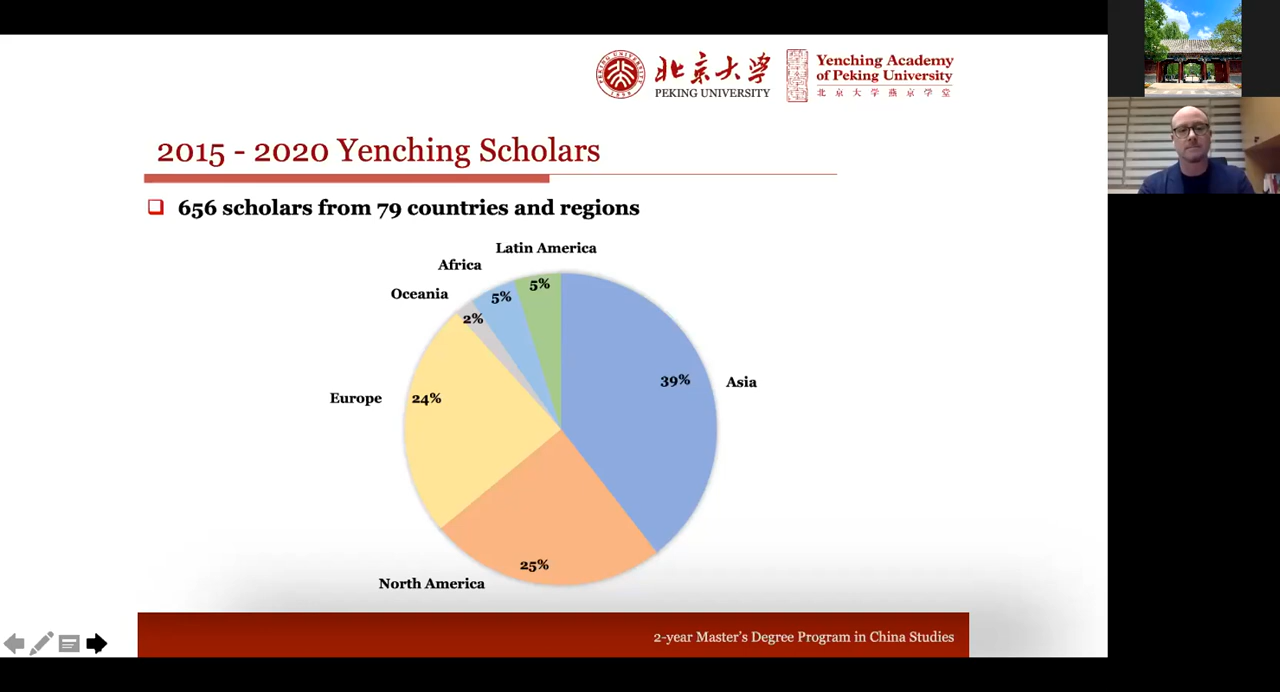 北京大学
PEKING UNIVERSITY
Yenching Academy
of Peking University
北京大学燕京学堂
2015 - 2020 Yenching Scholars
656 scholars from 79 countries and regions
Latin America
Africa
5%
Oceania
5%
2%
39%
Asia
Europe
24%
25%
North America
2-year Master's Degree Program in China Studies